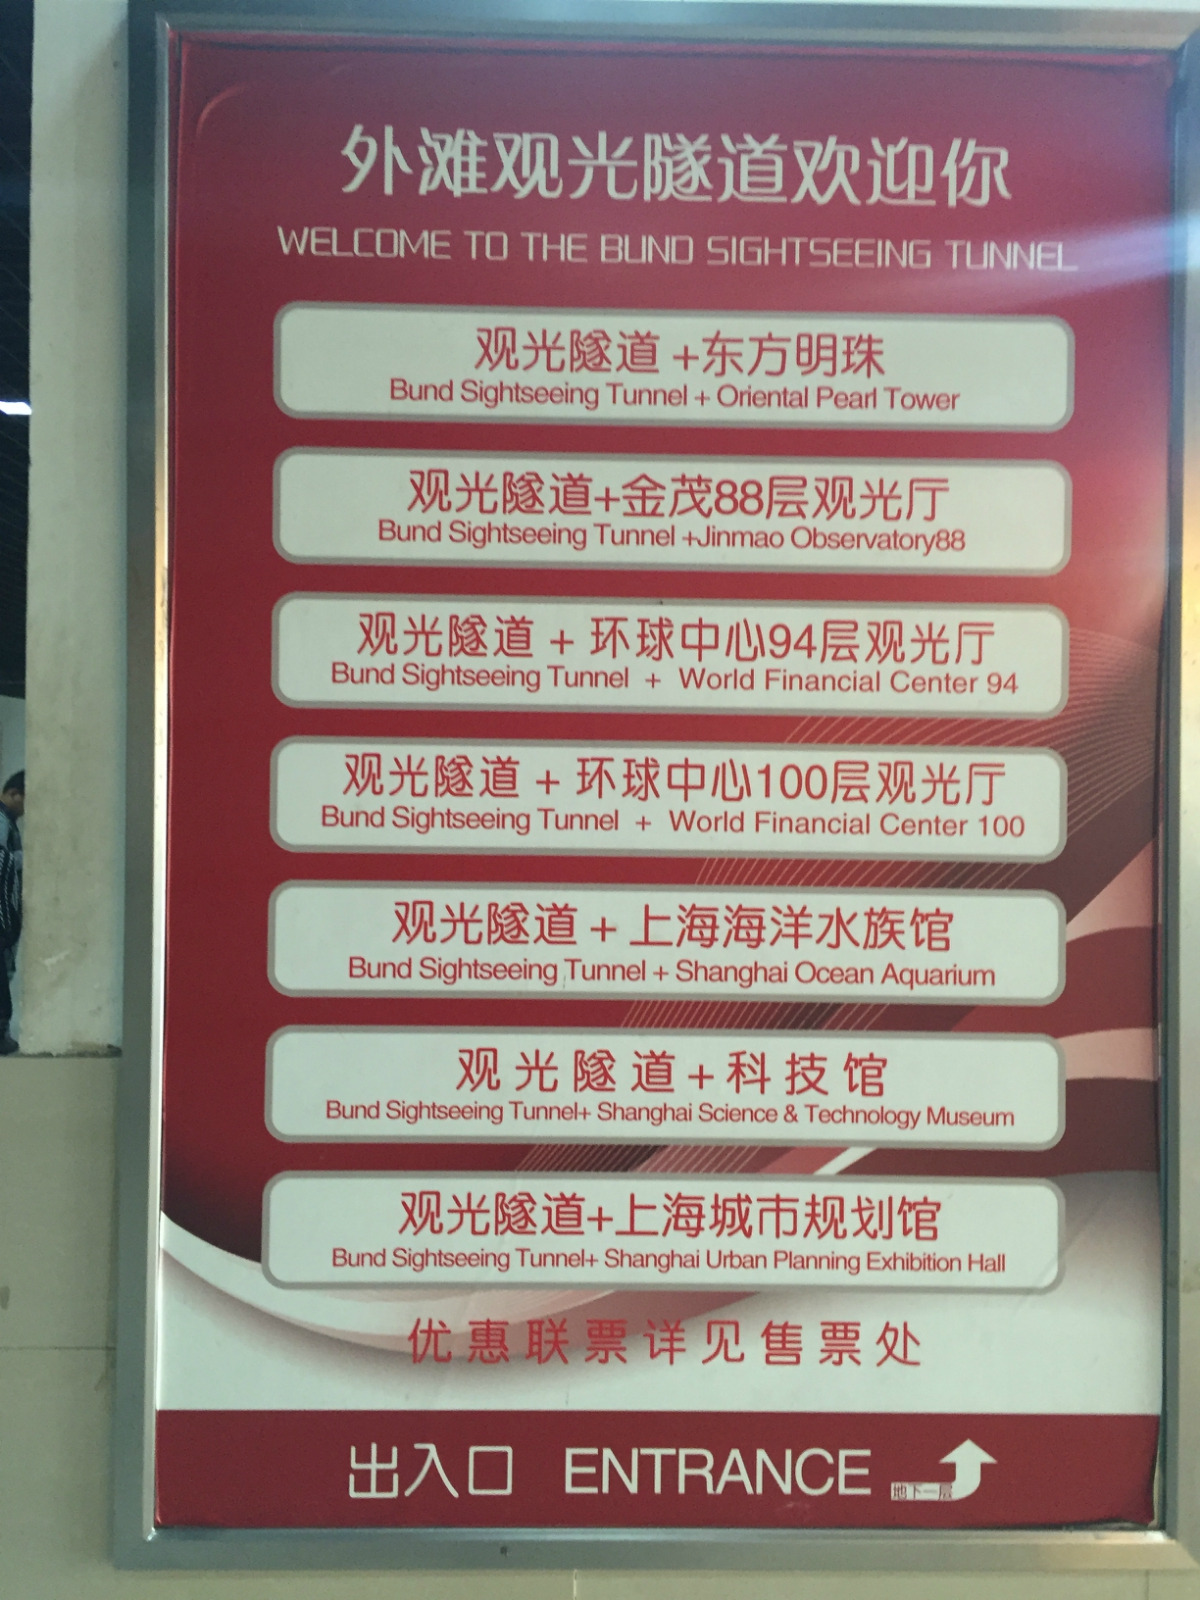 外滩观光隧道欢迎你
WELCOME TO THE BUND SIGHTSEEING TUNNEL
观光隧道 +东方明珠
Bund Sightseeing Tunnel + Oriental Pearl Tower
观光隧道+金茂88层观光厅
Bund Sightseeing Tunnel +Jinmao Observatory88
观光隧道 + 环球中心94层观光厅
Bund Sightseeing Tunnel + World Financial Center 94
观光隧道 + 环球中心100层观光厅
Bund Sightseeing Tunnel + World Financial Center 100
观光隧道 + 上海海洋水族馆
Bund Sightseeing Tunnel + Shanghai Ocean Aquarium
观光隧道+科技馆
Bund Sightseeing Tunnel+ Shanghai Science & Technology Museum
观光隧道+上海城市规划馆
Bund Sightseeing Tunnel+ Shanghai Urban Planning Exhibition Hall
优惠联票详见售票处
出入口 ENTRANCE 地下一层